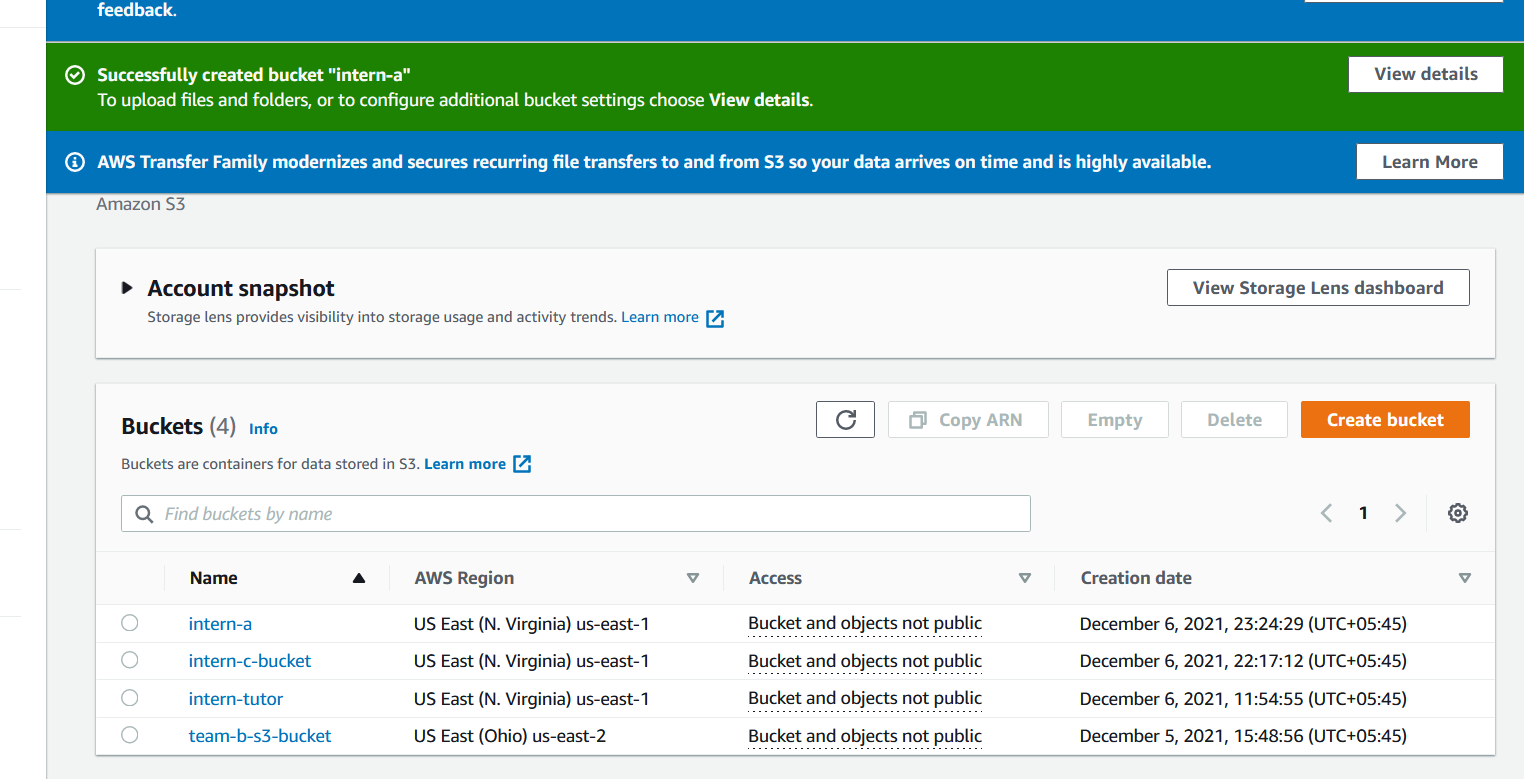 feedback.
Successfully created bucket "intern-a"
View details
To upload files and folders, or to configure additional bucket settings choose View details.
AWS Transfer Family modernizes and secures recurring file transfers to and from S3 so your data arrives on time and is highly available.
Learn More
Amazon S3
Account snapshot
View Storage Lens dashboard
Storage lens provides visibility into storage usage and activity trends. Learn more
Buckets (4) Info
Copy ARN
Empty
Delete
Create bucket
Buckets are containers for data stored in S3. Learn more
Find buckets by name
1
Name AWS Region Access Creation date
intern-a US East (N. Virginia) us-east-1 Bucket and objects not public December 6, 2021, 23:24:29 (UTC+05:45)
intern-c-bucket US East (N. Virginia) us-east-1 Bucket and objects not public December 6, 2021, 22:17:12 (UTC+05:45)
intern-tutor US East (N. Virginia) us-east-1 Bucket and objects not public December 6, 2021, 11:54:55 (UTC+05:45)
team-b-s3-bucket US East (Ohio) us-east-2 Bucket and objects not public December 5, 2021, 15:48:56 (UTC+05:45)